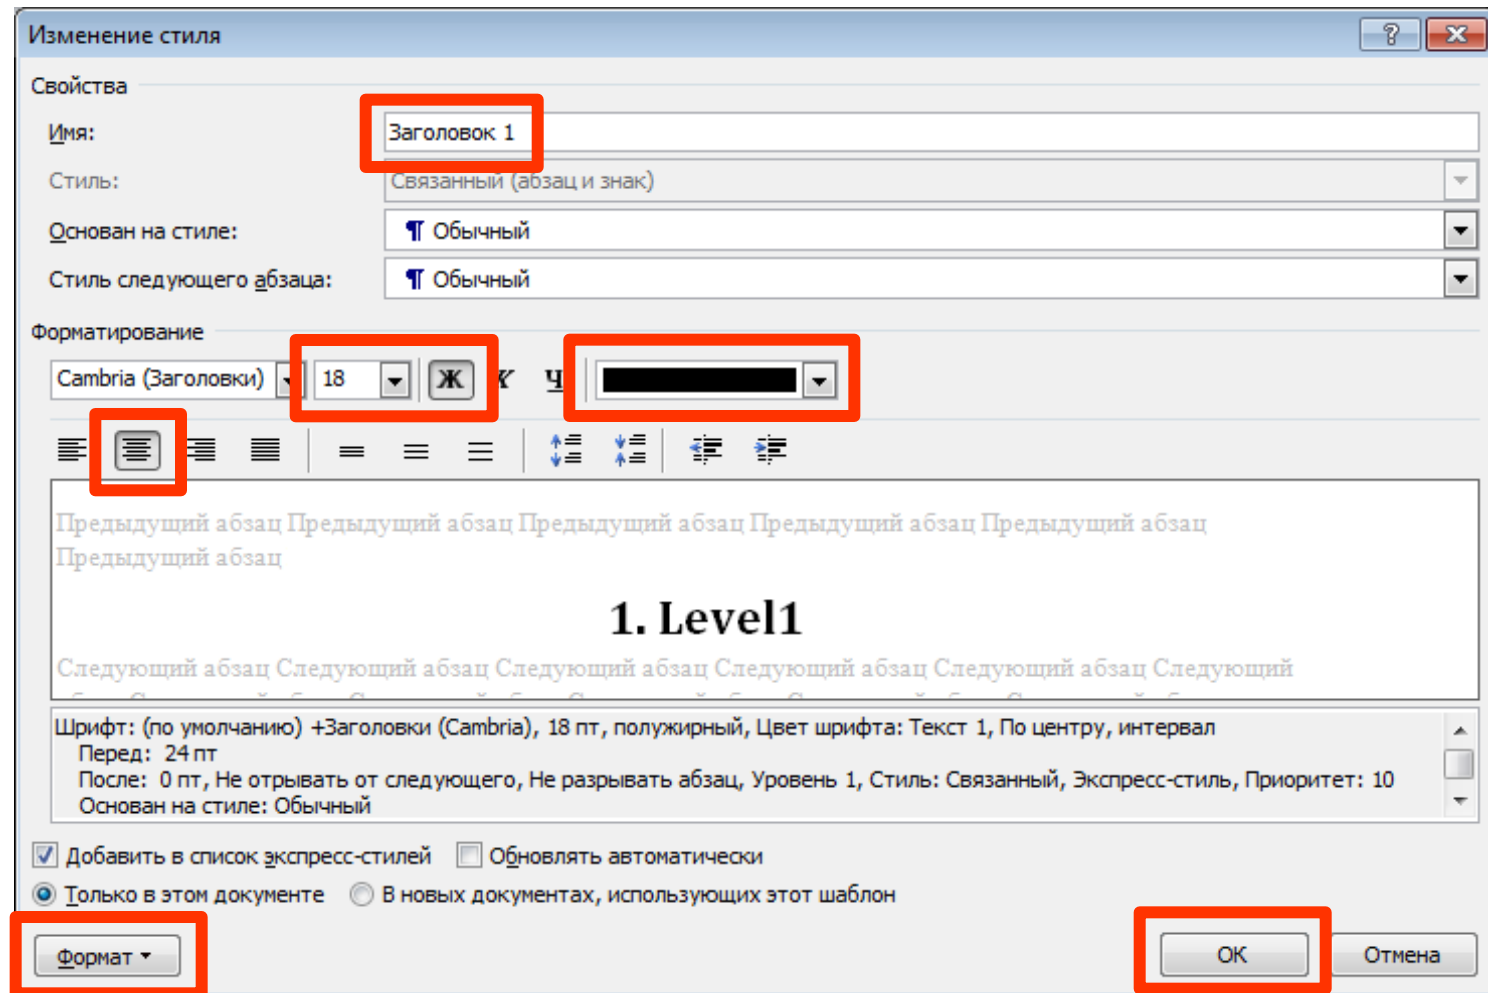 Изменение стиля
Свойства
Имя: Заголовок 1
Стиль: Связанный (абзац и знак)
Основан на стиле: ¶ Обычный
Стиль следующего абзаца: ¶ Обычный
Форматирование
Cambria (Заголовки) 18 Ж К Ч
Предыдущий абзац Предыдущий абзац Предыдущий абзац Предыдущий абзац Предыдущий абзац
Предыдущий абзац
1. Level1
Следующий абзац Следующий абзац Следующий абзац Следующий абзац Следующий абзац Следующий
Шрифт: (по умолчанию) +Заголовки (Cambria), 18 пт, полужирный, Цвет шрифта: Текст 1, По центру, интервал
Перед: 24 пт
После: 0 пт, Не отрывать от следующего, Не разрывать абзац, Уровень 1, Стиль: Связанный, Экспресс-стиль, Приоритет: 10
Основан на стиле: Обычный
Добавить в список экспресс-стилей Обновлять автоматически
Только в этом документе В новых документах, использующих этот шаблон
Формат OK Отмена